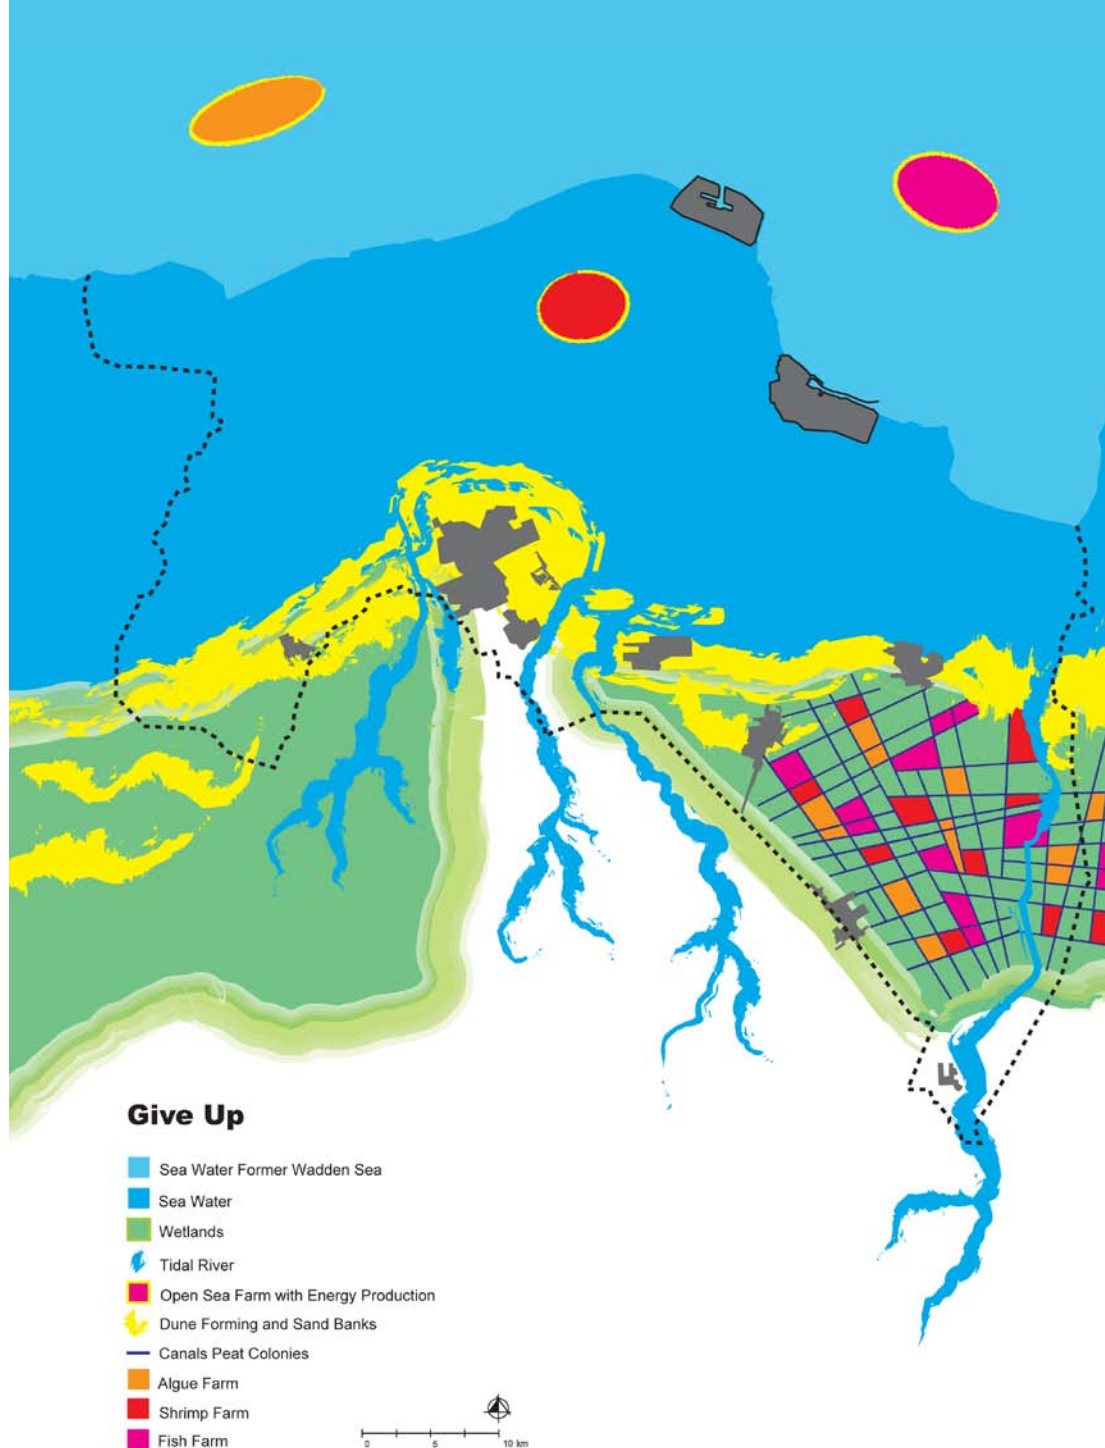 Give Up
Sea Water Former Wadden Sea
Sea Water
Wetlands
Tidal River
Open Sea Farm with Energy Production
Dune Forming and Sand Banks
Canals Peat Colonies
Algue Farm
Shrimp Farm
Fish Farm
0 5 10 km